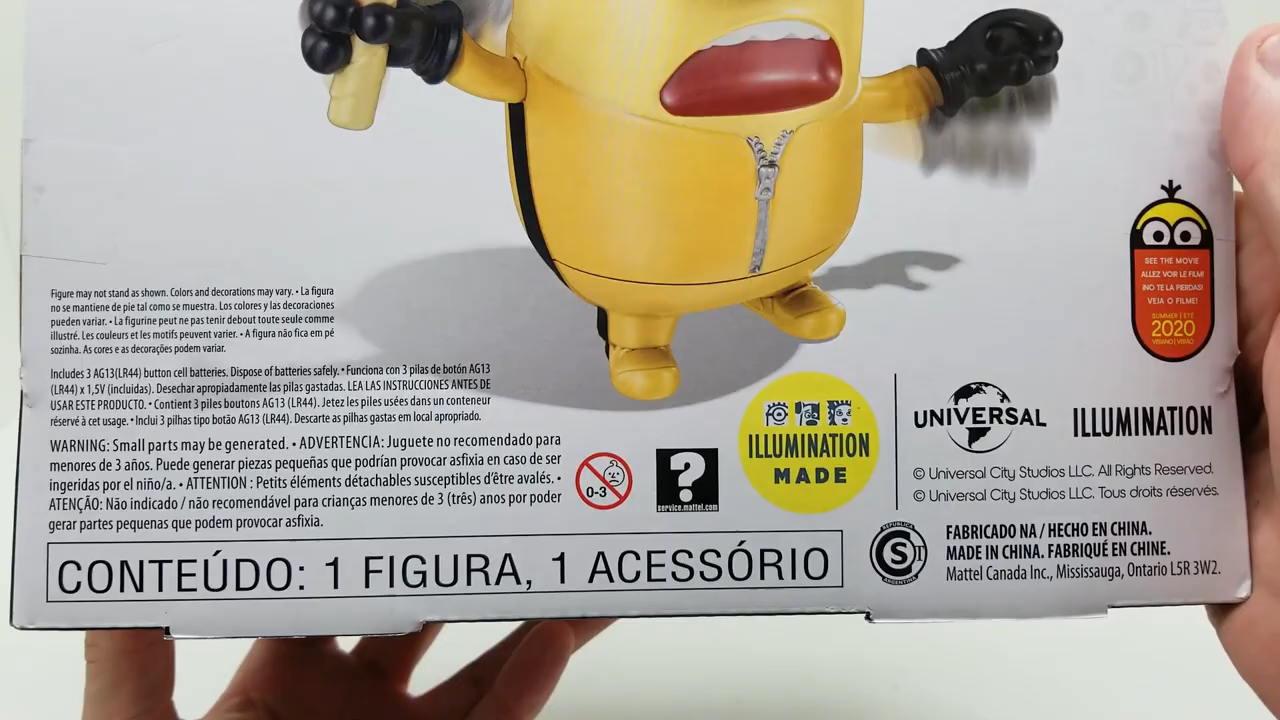 SEE THE MOVIE
ALLEZ VOIR LE FILM!
¡NO TE LA PIERDAS!
VEJA O FILME!
SUMMER | ÉTÉ
2020
VERANO | VERÃO
Figure may not stand as shown. Colors and decorations may vary. • La figura
no se mantiene de pie tal como se muestra. Los colores y las decoraciones
pueden variar. • La figurine peut ne pas tenir debout toute seule comme
illustré. Les couleurs et les motifs peuvent varier. • A figura não fica em pé
sozinha. As cores e as decorações podem variar.
Includes 3 AG13(LR44) button cell batteries. Dispose of batteries safely. • Funciona con 3 pilas de botón AG13
(LR44) x 1,5V (incluidas). Desechar apropiadamente las pilas gastadas. LEA LAS INSTRUCCIONES ANTES DE
USAR ESTE PRODUCTO. • Contient 3 piles boutons AG13 (LR44). Jetez les piles usées dans un conteneur
réservé à cet usage. • Inclui 3 pilhas tipo botão AG13 (LR44). Descarte as pilhas gastas em local apropriado.
WARNING: Small parts may be generated. • ADVERTENCIA: Juguete no recomendado para
menores de 3 años. Puede generar piezas pequeñas que podrían provocar asfixia en caso de ser
ingeridas por el niño/a. • ATTENTION : Petits éléments détachables susceptibles d'être avalés. •
ATENÇÃO: Não indicado / não recomendável para crianças menores de 3 (três) anos por poder
gerar partes pequenas que podem provocar asfixia.
0-3
?
service.mattel.com
ILLUMINATION
MADE
UNIVERSAL
ILLUMINATION
© Universal City Studios LLC. All Rights Reserved.
© Universal City Studios LLC. Tous droits réservés.
CONTEÚDO: 1 FIGURA, 1 ACESSÓRIO
REPUBLICA
S
ARGENTINA
FABRICADO NA / HECHO EN CHINA.
MADE IN CHINA. FABRIQUÉ EN CHINE.
Mattel Canada Inc., Mississauga, Ontario L5R 3W2.